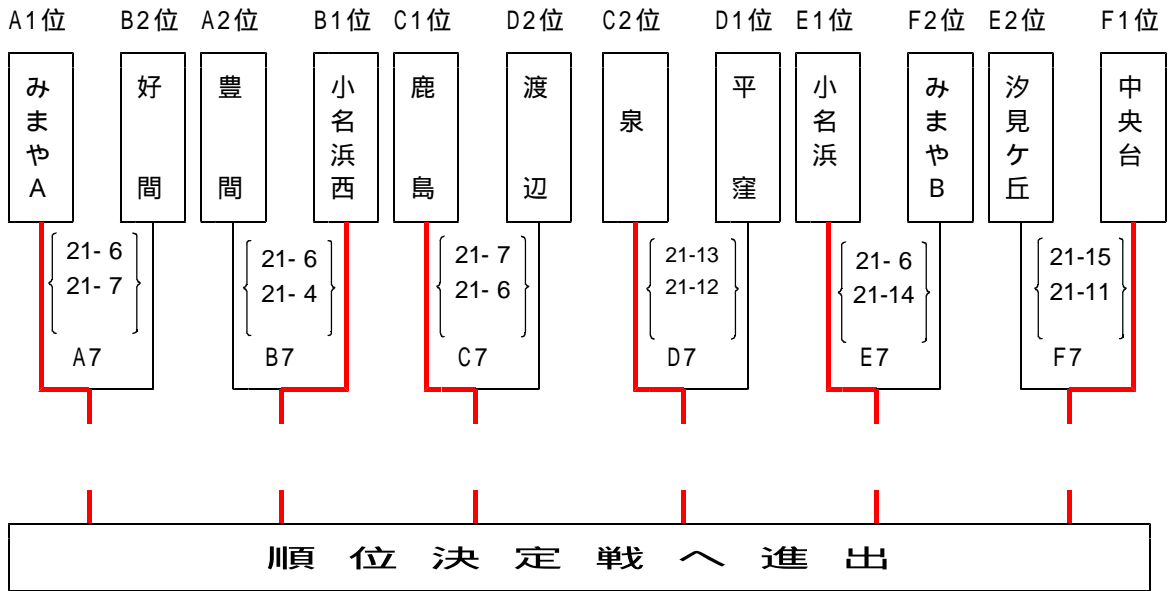 A1位 B2位 A2位 B1位 C1位 D2位 C2位 D1位 E1位 F2位 E2位 F1位
みまやA
好間
豊間
小名浜西
鹿島
渡辺
泉
平窪
小名浜
みまやB
汐見ケ丘
中央台
21- 6
21- 7
A7
21- 6
21- 4
B7
21- 7
21- 6
C7
21-13
21-12
D7
21- 6
21-14
E7
21-15
21-11
F7
順位決定戦へ進出